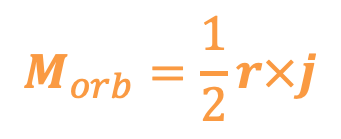 M_orb = 1/2 r×j